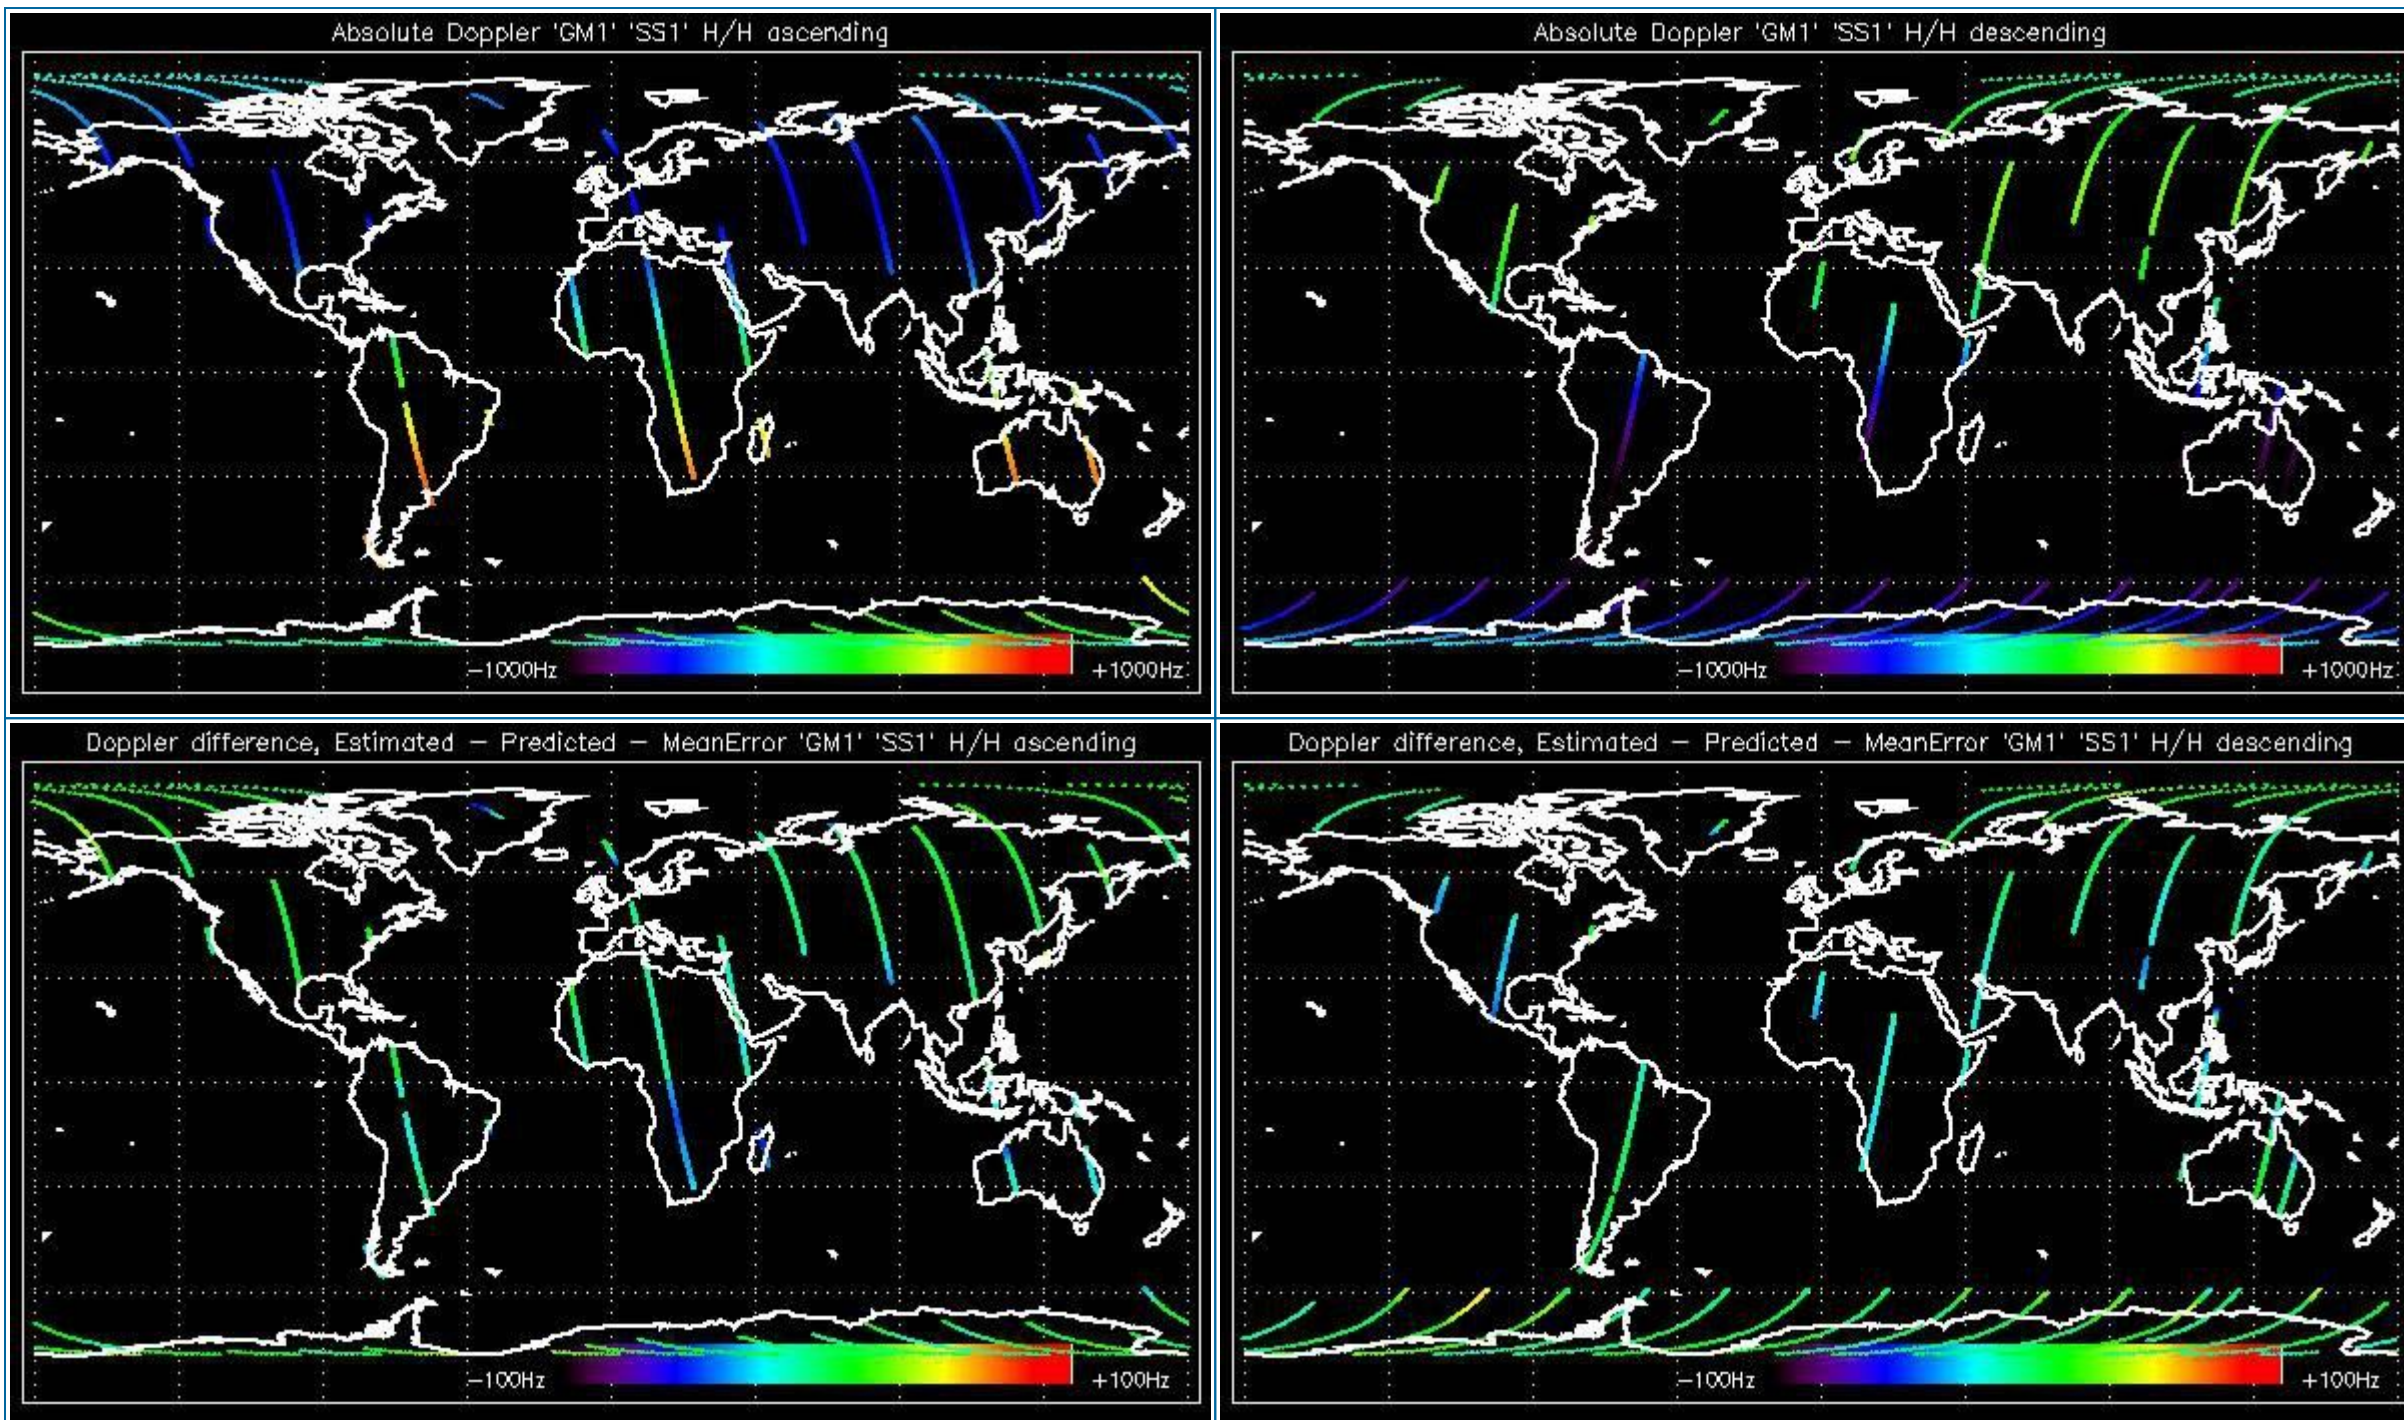 Absolute Doppler 'GM1' 'SS1' H/H ascending
-1000Hz
+1000Hz
Absolute Doppler 'GM1' 'SS1' H/H descending
-1000Hz
+1000Hz
Doppler difference, Estimated - Predicted - MeanError 'GM1' 'SS1' H/H ascending
-100Hz
+100Hz
Doppler difference, Estimated - Predicted - MeanError 'GM1' 'SS1' H/H descending
-100Hz
+100Hz